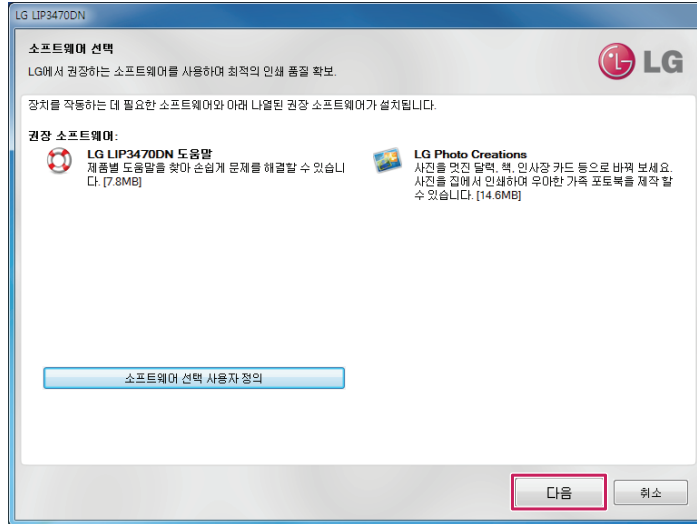 LG LIP3470DN
소프트웨어 선택
LG에서 권장하는 소프트웨어를 사용하여 최적의 인쇄 품질 확보.
LG
장치를 작동하는 데 필요한 소프트웨어와 아래 나열된 권장 소프트웨어가 설치됩니다.
권장 소프트웨어:
LG LIP3470DN 도움말
제품별 도움말을 찾아 손쉽게 문제를 해결할 수 있습니
다. [7.8MB]
LG Photo Creations
사진을 멋진 달력, 책, 인사장 카드 등으로 바꿔 보세요.
사진을 집에서 인쇄하여 우아한 가족 포토북을 제작 할
수 있습니다. [14.6MB]
소프트웨어 선택 사용자 정의
다음
취소